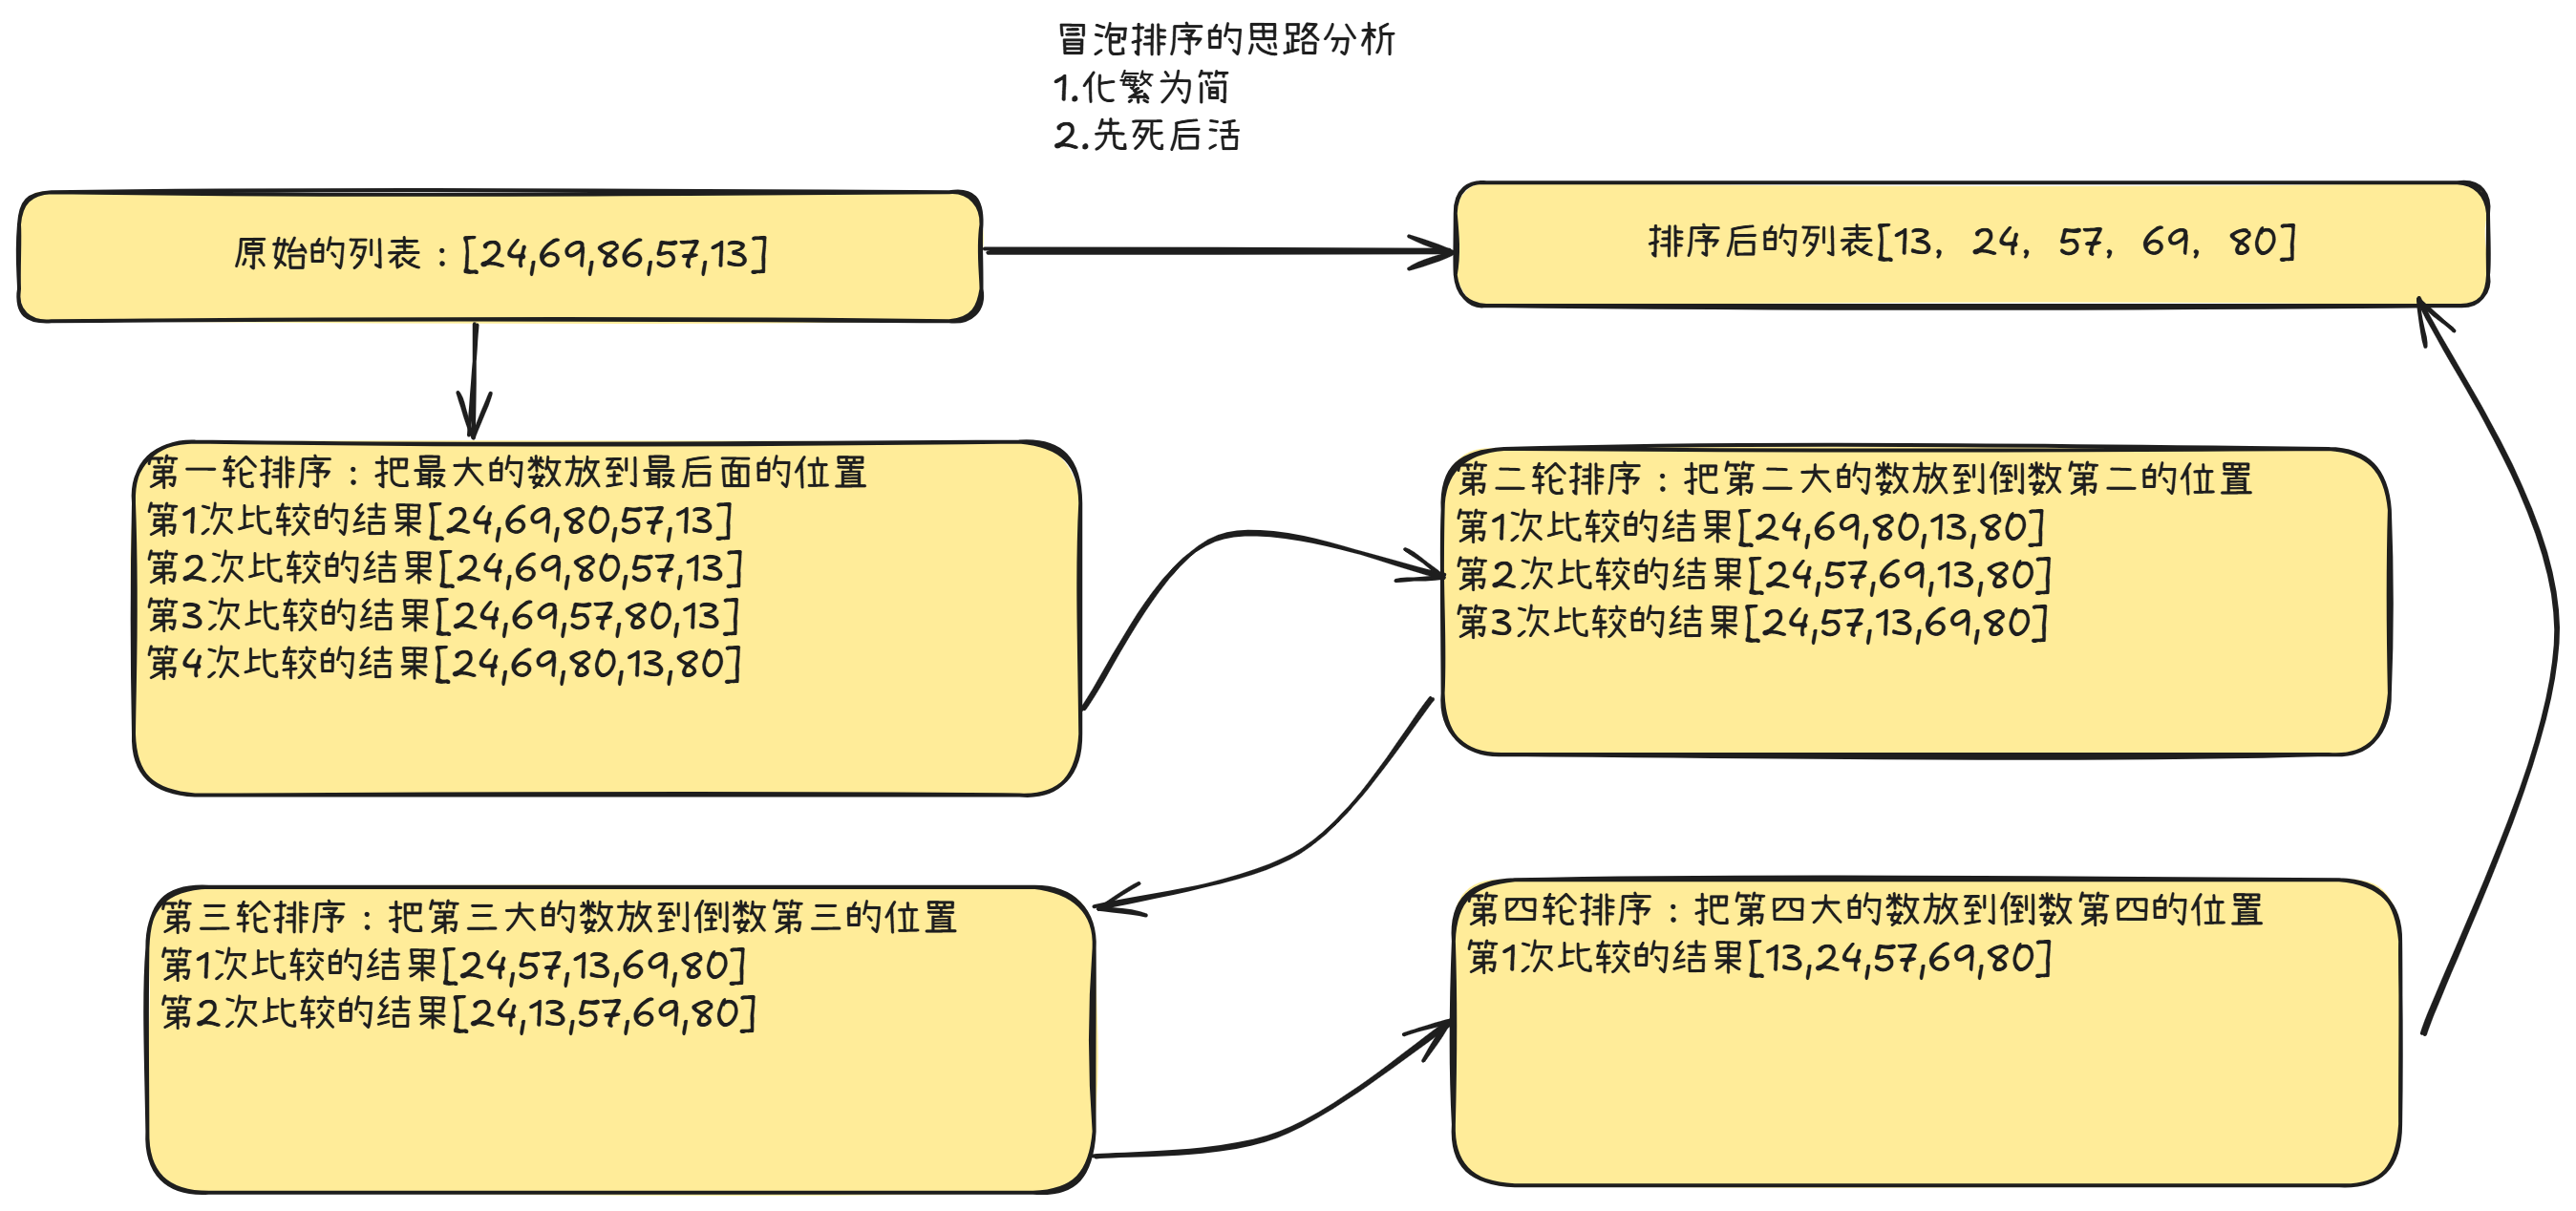 冒泡排序的思路分析
1.化繁为简
2.先死后活
原始的列表：[24,69,86,57,13]
排序后的列表[13, 24, 57, 69, 80]
第一轮排序：把最大的数放到最后面的位置
第1次比较的结果[24,69,80,57,13]
第2次比较的结果[24,69,80,57,13]
第3次比较的结果[24,69,57,80,13]
第4次比较的结果[24,69,80,13,80]
第二轮排序：把第二大的数放到倒数第二的位置
第1次比较的结果[24,69,80,13,80]
第2次比较的结果[24,57,69,13,80]
第3次比较的结果[24,57,13,69,80]
第三轮排序：把第三大的数放到倒数第三的位置
第1次比较的结果[24,57,13,69,80]
第2次比较的结果[24,13,57,69,80]
第四轮排序：把第四大的数放到倒数第四的位置
第1次比较的结果[13,24,57,69,80]